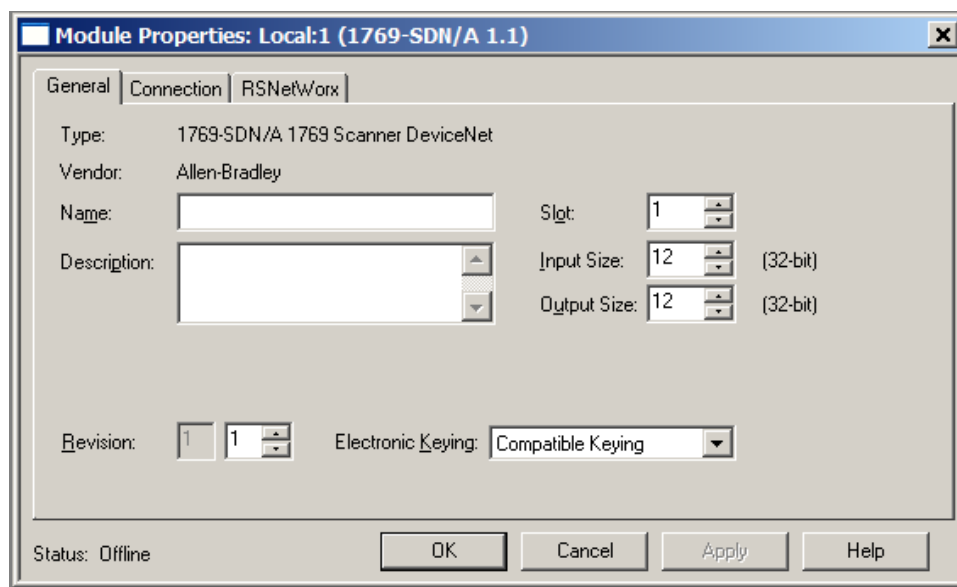 Module Properties: Local:1 (1769-SDN/A 1.1)
General Connection RSNetWorx
Type: 1769-SDN/A 1769 Scanner DeviceNet
Vendor: Allen-Bradley
Name: Slot: 1
Description: Input Size: 12 (32-bit)
Output Size: 12 (32-bit)
Revision: 1 1 Electronic Keying: Compatible Keying
Status: Offline OK Cancel Apply Help